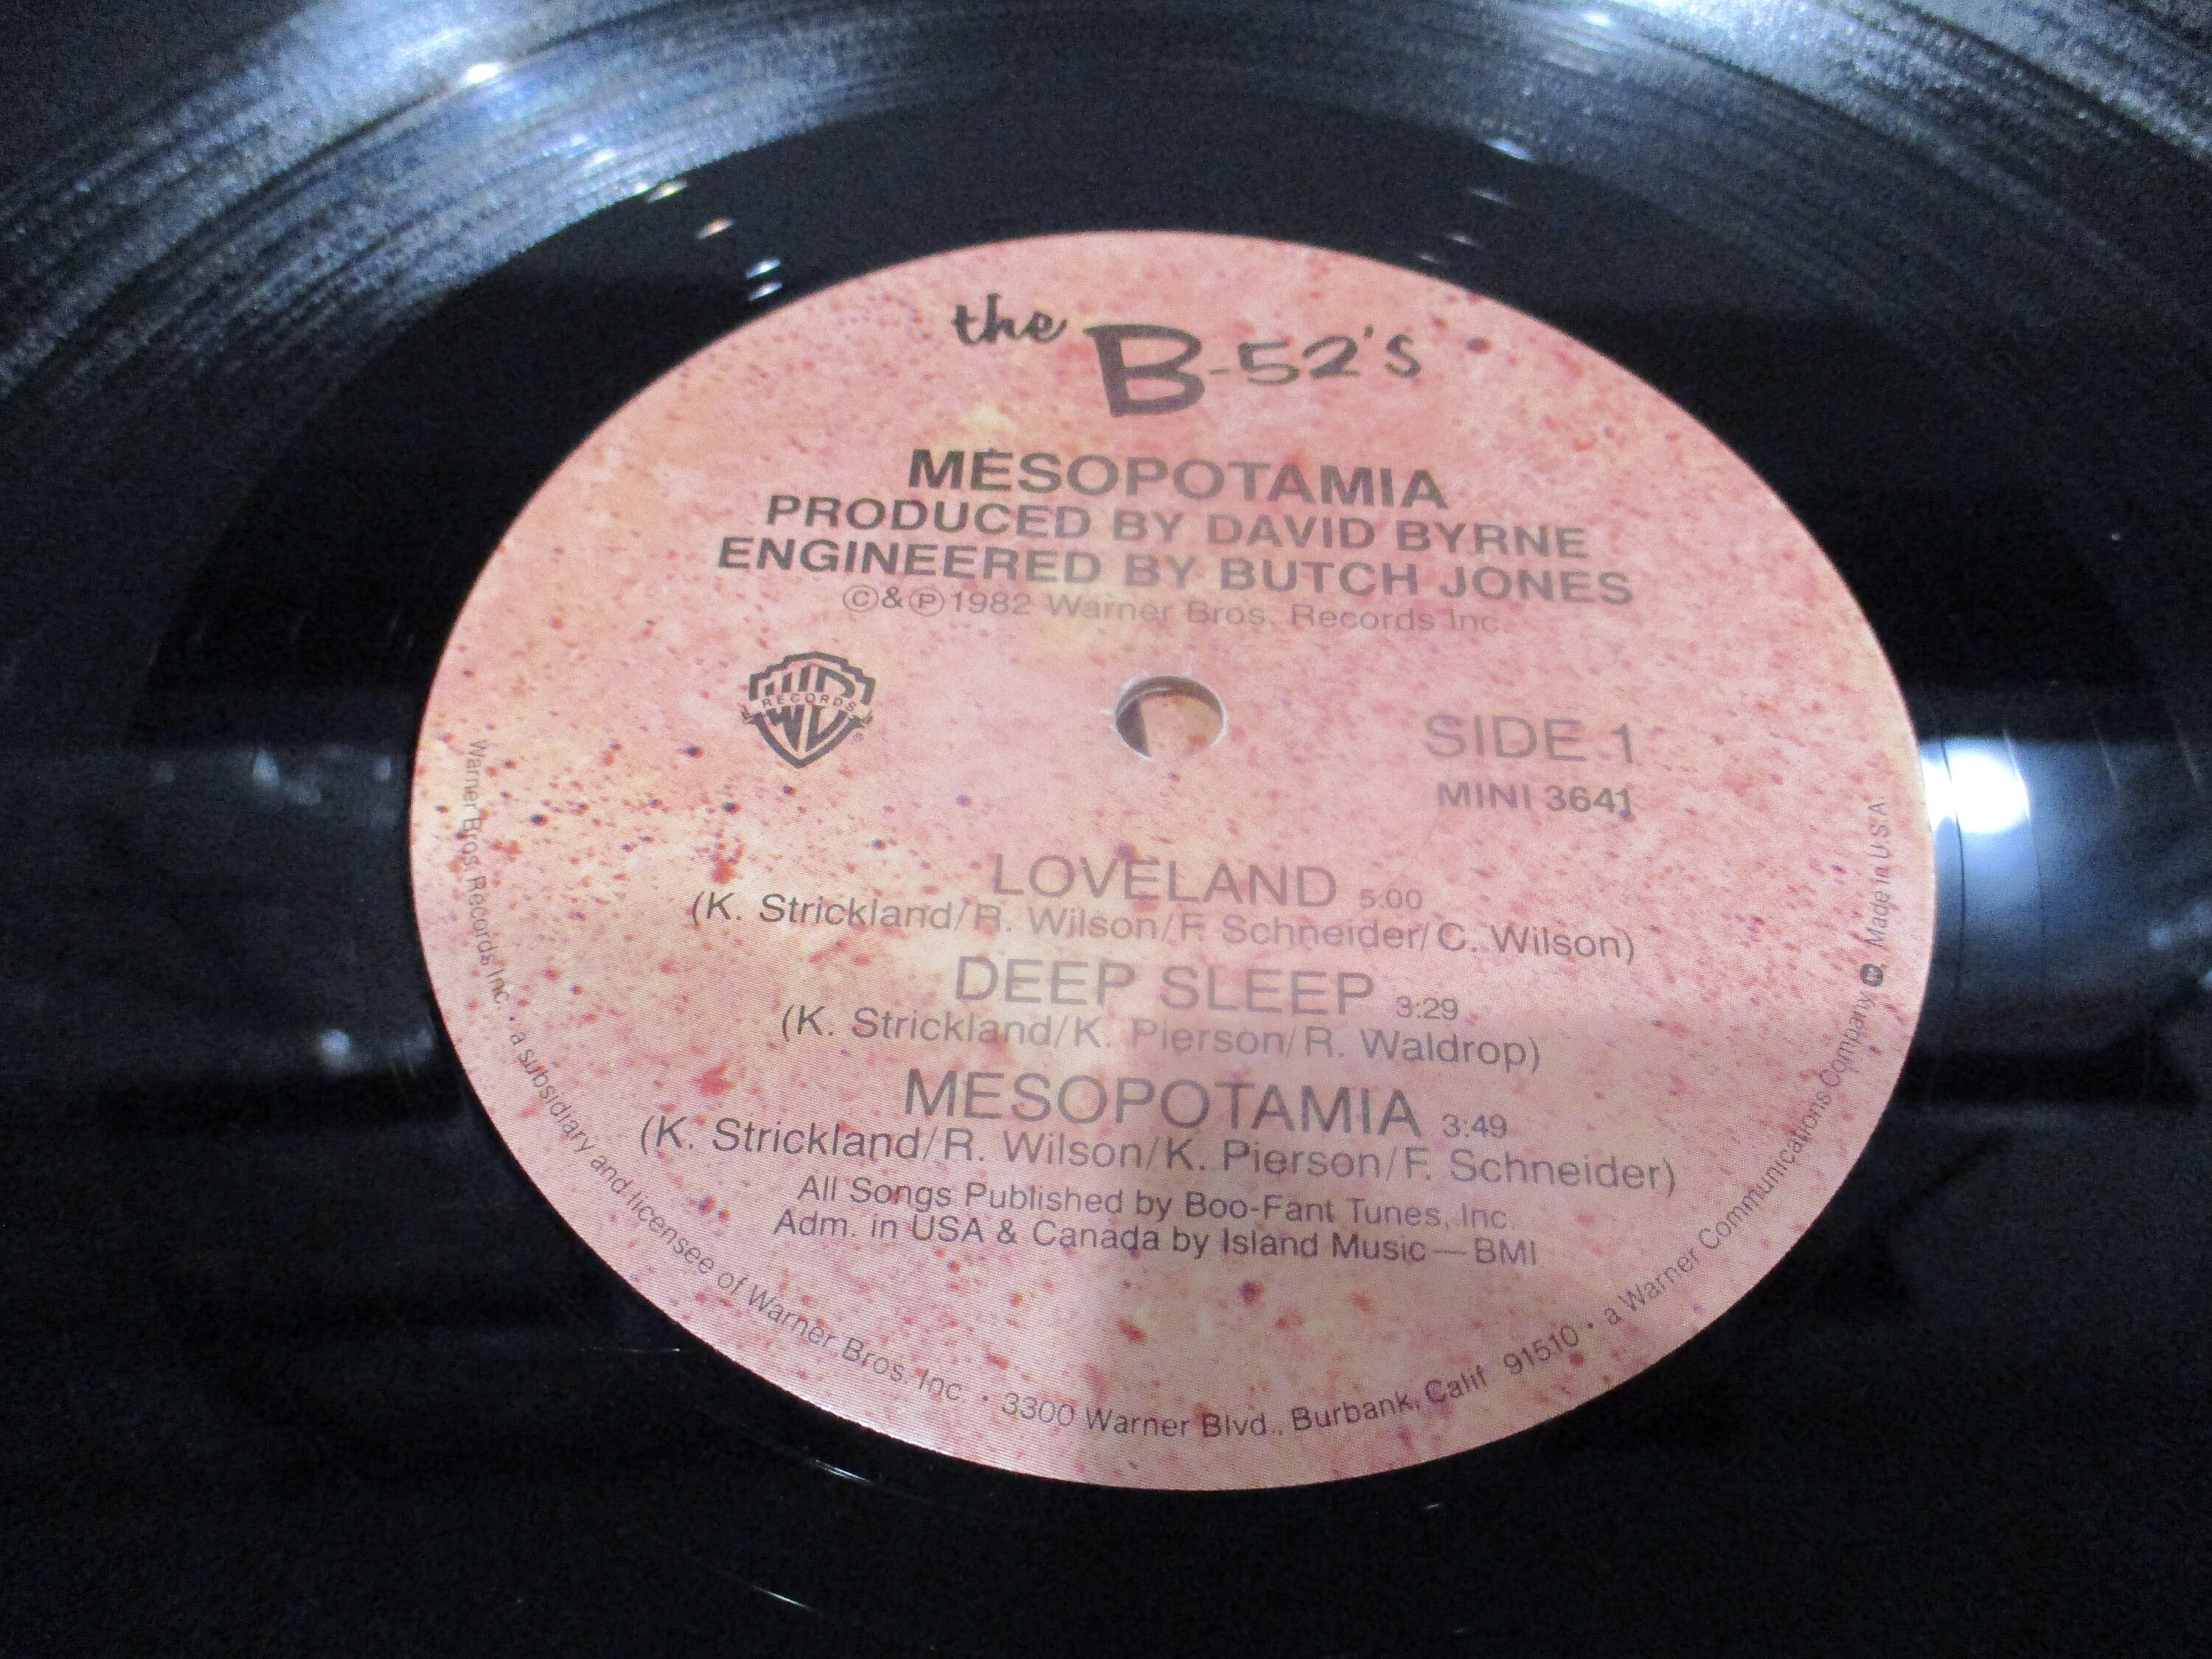 the B-52's
MESOPOTAMIA
PRODUCED BY DAVID BYRNE
ENGINEERED BY BUTCH JONES
©&℗1982 Warner Bros. Records Inc.
WB RECORDS ®
SIDE 1
MINI 3641
LOVELAND 5:00
(K. Strickland/R. Wilson/F. Schneider/C. Wilson)
DEEP SLEEP 3:29
(K. Strickland/K. Pierson/R. Waldrop)
MESOPOTAMIA 3:49
(K. Strickland/R. Wilson/K. Pierson/F. Schneider)
All Songs Published by Boo-Fant Tunes, Inc.
Adm. in USA & Canada by Island Music—BMI
Warner Bros. Records Inc. • a subsidiary and licensee of Warner Bros. Inc. • 3300 Warner Blvd., Burbank, Calif. 91510 • a Warner Communications Company W Made in U.S.A.